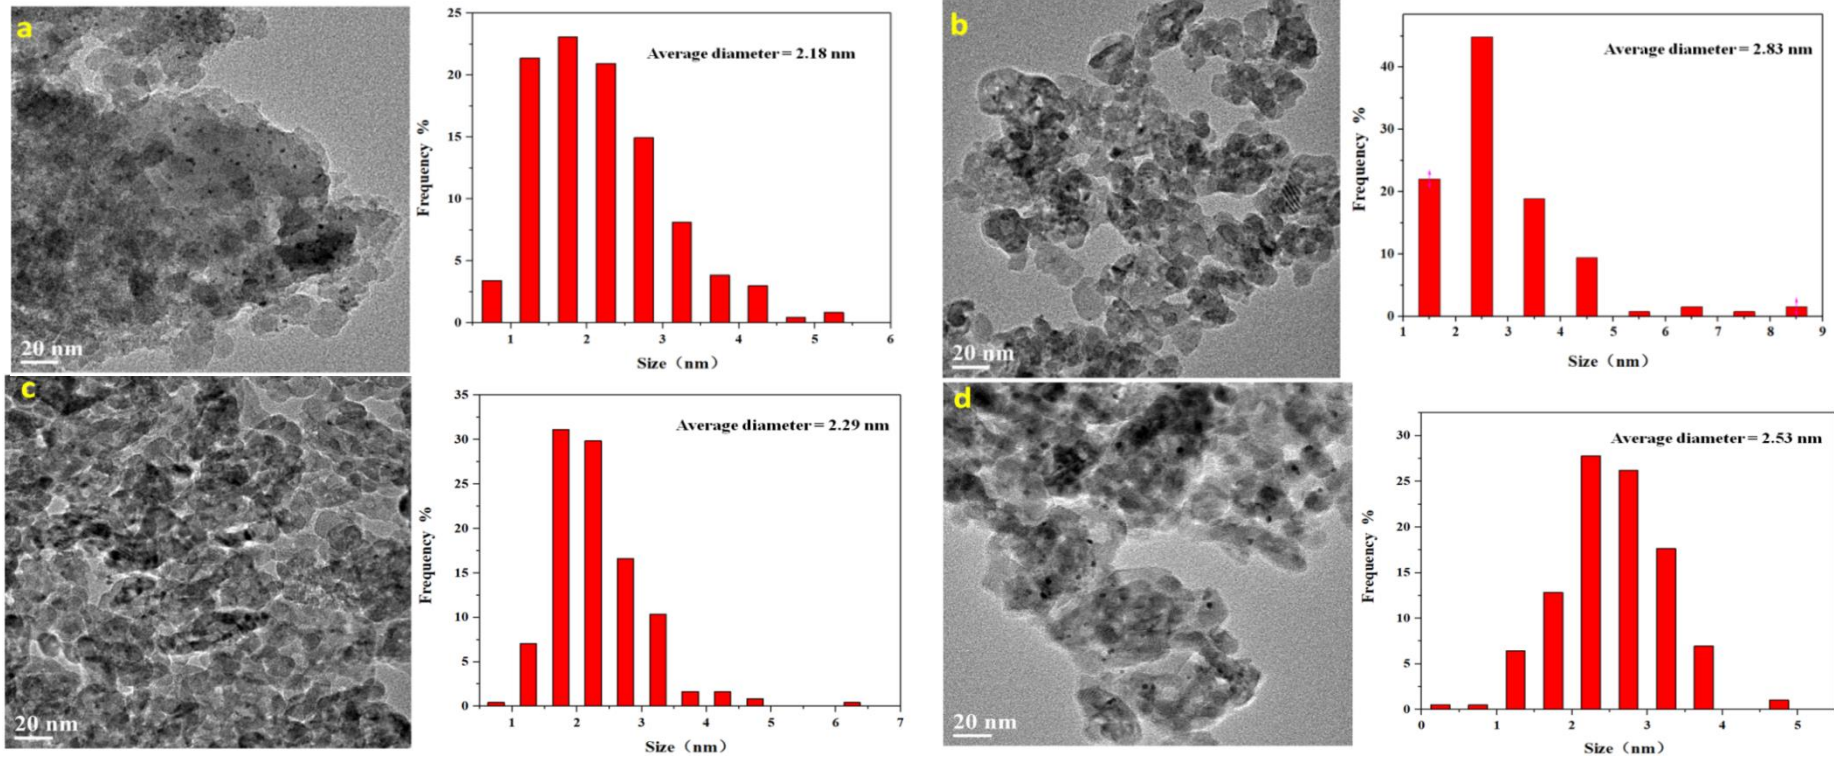 a
20 nm
25
20
15
10
5
0
Frequency %
Average diameter = 2.18 nm
1 2 3 4 5 6
Size（nm）
b
20 nm
40
30
20
10
0
Frequency %
Average diameter = 2.83 nm
1 2 3 4 5 6 7 8 9
Size（nm）
c
20 nm
35
30
25
20
15
10
5
0
Frequency %
Average diameter = 2.29 nm
1 2 3 4 5 6 7
Size（nm）
d
20 nm
30
25
20
15
10
5
0
Frequency %
Average diameter = 2.53 nm
0 1 2 3 4 5
Size（nm）